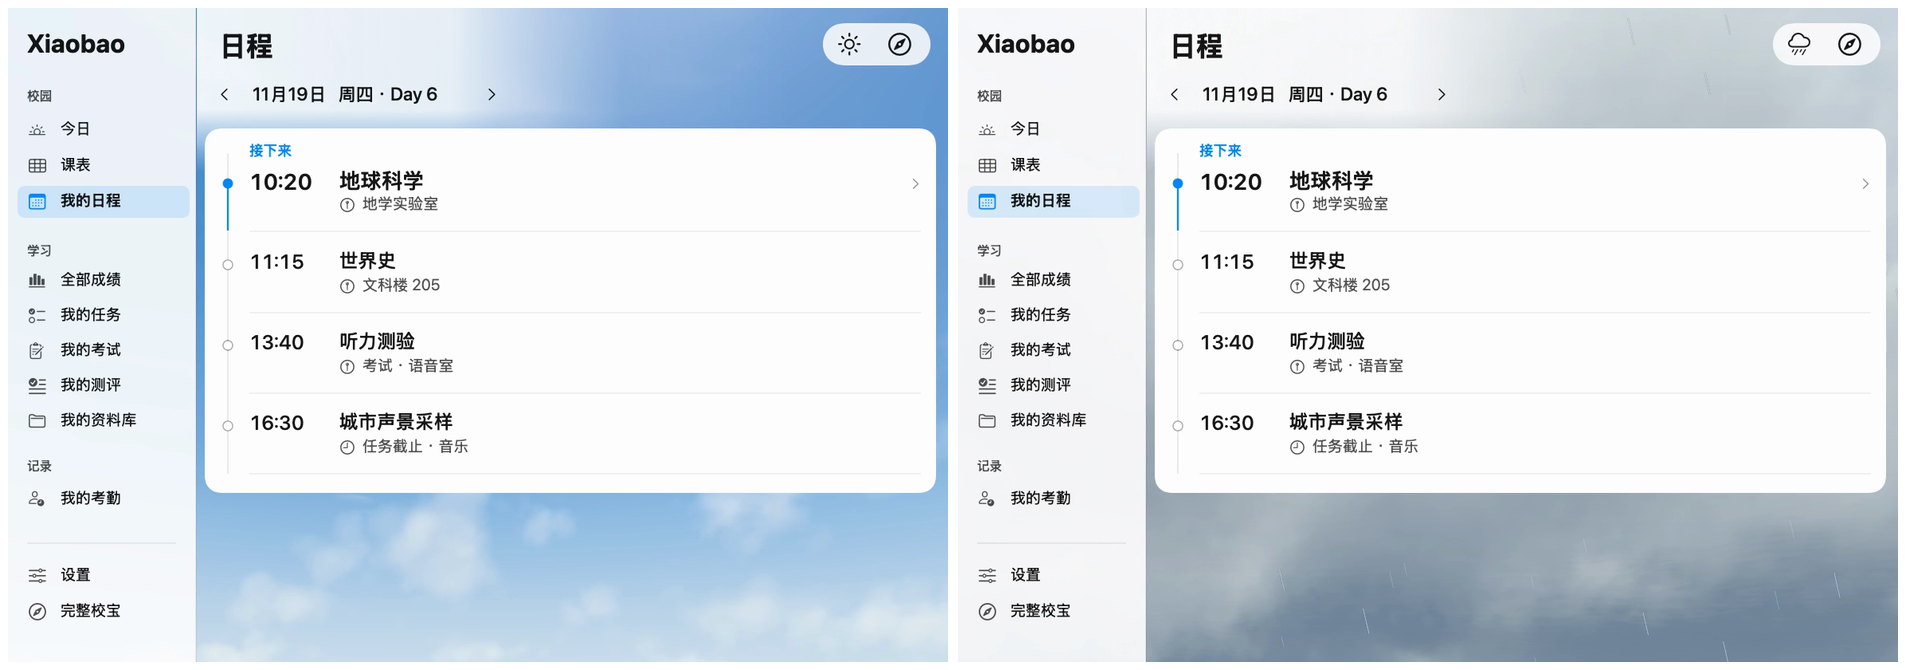 Xiaobao
校园
今日
课表
我的日程
学习
全部成绩
我的任务
我的考试
我的测评
我的资料库
记录
我的考勤
设置
完整校宝
日程
11月19日 周四 · Day 6
接下来
10:20 地球科学
地学实验室
11:15 世界史
文科楼 205
13:40 听力测验
考试 · 语音室
16:30 城市声景采样
任务截止 · 音乐
Xiaobao
校园
今日
课表
我的日程
学习
全部成绩
我的任务
我的考试
我的测评
我的资料库
记录
我的考勤
设置
完整校宝
日程
11月19日 周四 · Day 6
接下来
10:20 地球科学
地学实验室
11:15 世界史
文科楼 205
13:40 听力测验
考试 · 语音室
16:30 城市声景采样
任务截止 · 音乐